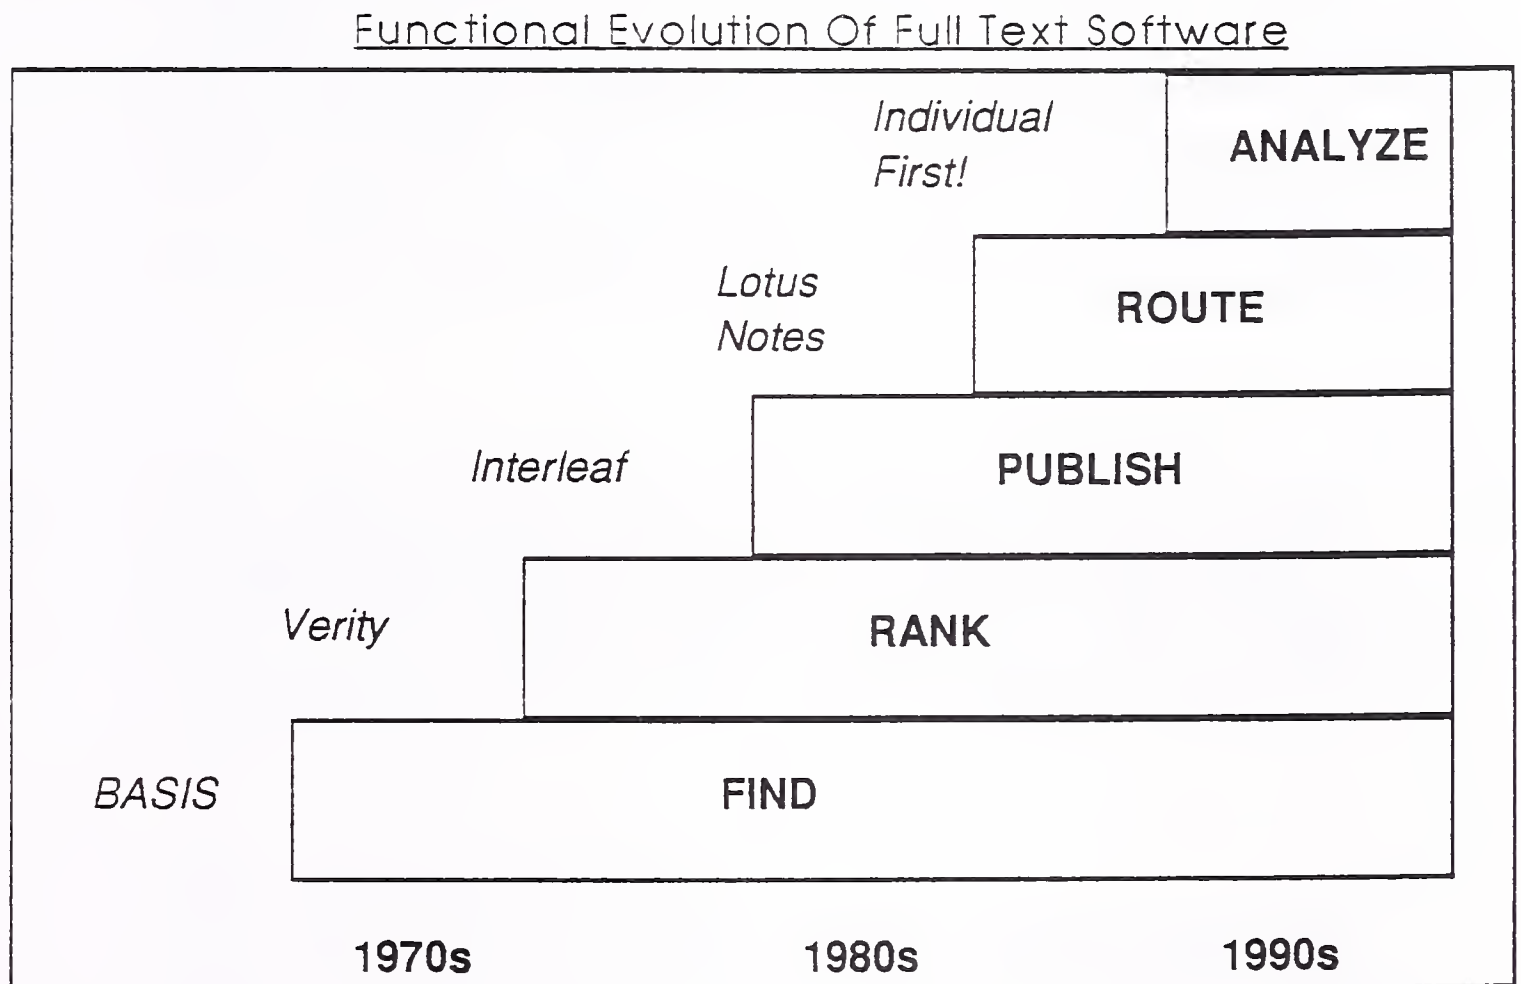 Functional Evolution Of Full Text Software
Individual
First!
ANALYZE
Lotus
Notes
ROUTE
Interleaf
PUBLISH
Verity
RANK
BASIS
FIND
1970s
1980s
1990s